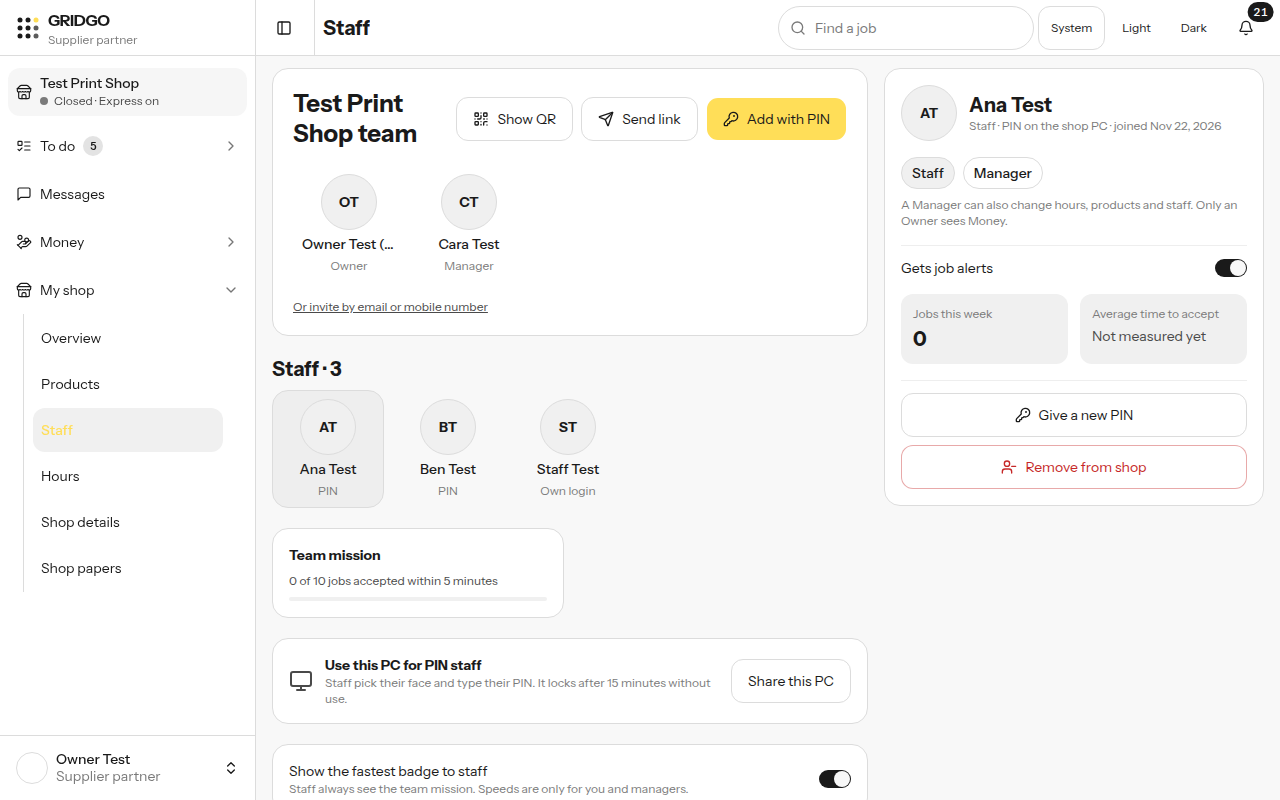 GRIDGO
Supplier partner
Test Print Shop
Closed · Express on
To do 5
Messages
Money
My shop
Overview
Products
Staff
Hours
Shop details
Shop papers
Owner Test
Supplier partner
Staff
Find a job
System
Light
Dark
21
Test Print
Shop team
Show QR
Send link
Add with PIN
OT
Owner Test (...
Owner
CT
Cara Test
Manager
Or invite by email or mobile number
Staff · 3
AT
Ana Test
PIN
BT
Ben Test
PIN
ST
Staff Test
Own login
Team mission
0 of 10 jobs accepted within 5 minutes
Use this PC for PIN staff
Staff pick their face and type their PIN. It locks after 15 minutes without
use.
Share this PC
Show the fastest badge to staff
Staff always see the team mission. Speeds are only for you and managers.
AT
Ana Test
Staff · PIN on the shop PC · joined Nov 22, 2026
Staff
Manager
A Manager can also change hours, products and staff. Only an
Owner sees Money.
Gets job alerts
Jobs this week
0
Average time to accept
Not measured yet
Give a new PIN
Remove from shop